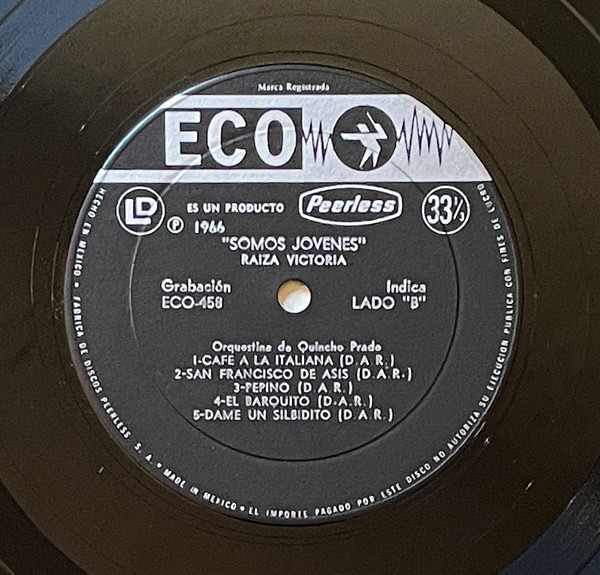 Marca Registrada
ECO
LD ES UN PRODUCTO Peerless 33⅓
Ⓟ 1966
"SOMOS JOVENES"
RAIZA VICTORIA
Grabación Indica
ECO-458 LADO "B"
Orquestina de Quincho Prado
1-CAFE A LA ITALIANA (D.A.R.)
2-SAN FRANCISCO DE ASIS (D.A.R.)
3-PEPINO (D.A.R.)
4-EL BARQUITO (D.A.R.)
5-DAME UN SILBIDITO (D.A.R.)
HECHO EN MEXICO • FABRICA DE DISCOS PEERLESS S. A. • MADE IN MEXICO • EL IMPORTE PAGADO POR ESTE DISCO NO AUTORIZA SU EJECUCION PUBLICA CON FINES DE LUCRO